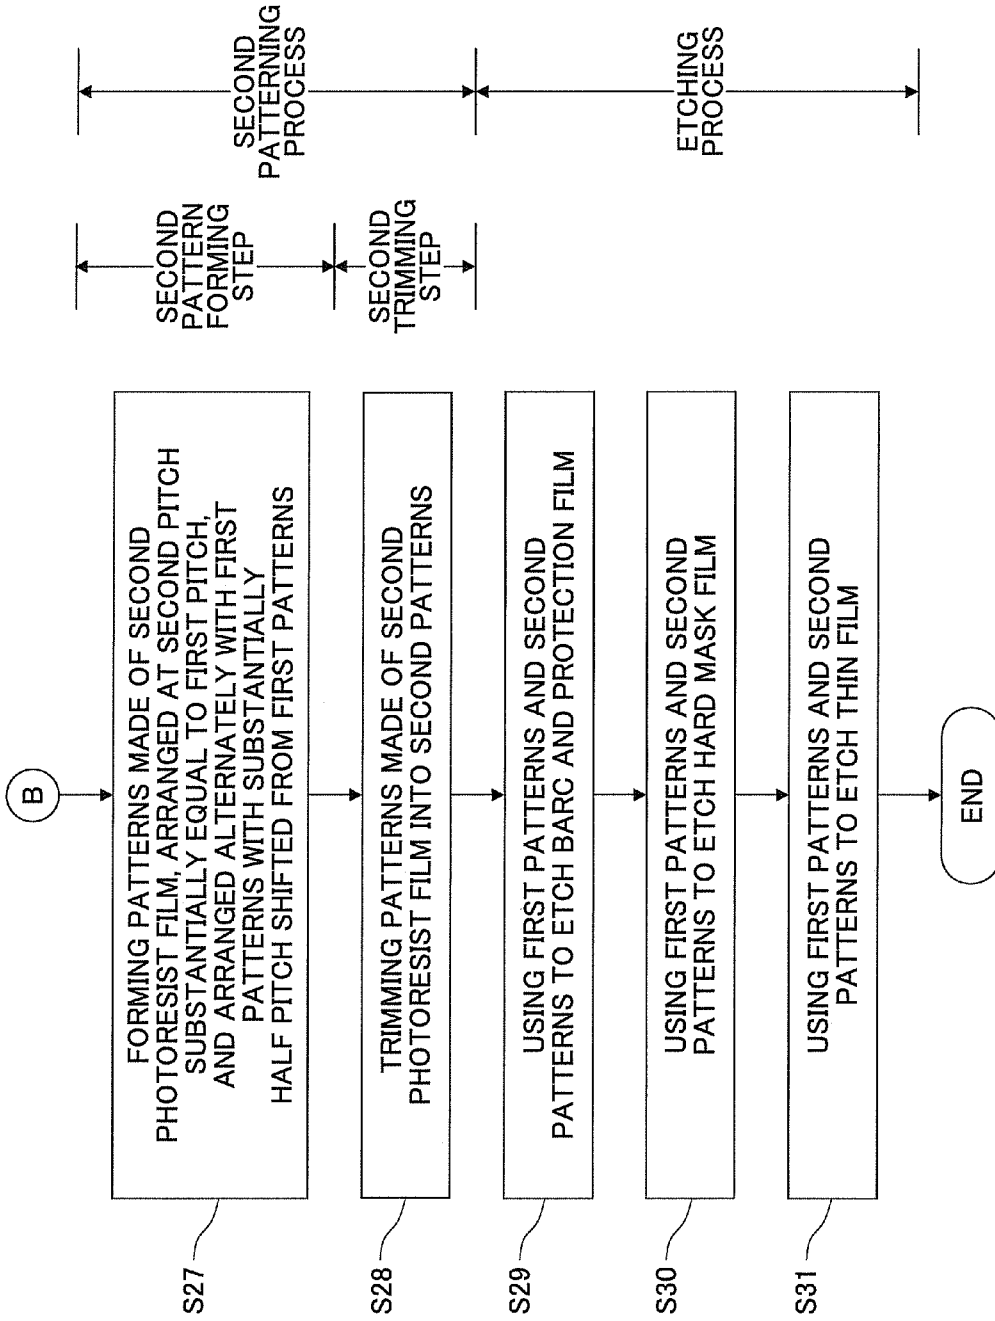 B
S27
FORMING PATTERNS MADE OF SECOND
PHOTORESIST FILM, ARRANGED AT SECOND PITCH
SUBSTANTIALLY EQUAL TO FIRST PITCH,
AND ARRANGED ALTERNATELY WITH FIRST
PATTERNS WITH SUBSTANTIALLY
HALF PITCH SHIFTED FROM FIRST PATTERNS
SECOND
PATTERN
FORMING
STEP
SECOND
PATTERNING
PROCESS
S28
TRIMMING PATTERNS MADE OF SECOND
PHOTORESIST FILM INTO SECOND PATTERNS
SECOND
TRIMMING
STEP
S29
USING FIRST PATTERNS AND SECOND
PATTERNS TO ETCH BARC AND PROTECTION FILM
S30
USING FIRST PATTERNS AND SECOND
PATTERNS TO ETCH HARD MASK FILM
ETCHING
PROCESS
S31
USING FIRST PATTERNS AND SECOND
PATTERNS TO ETCH THIN FILM
END